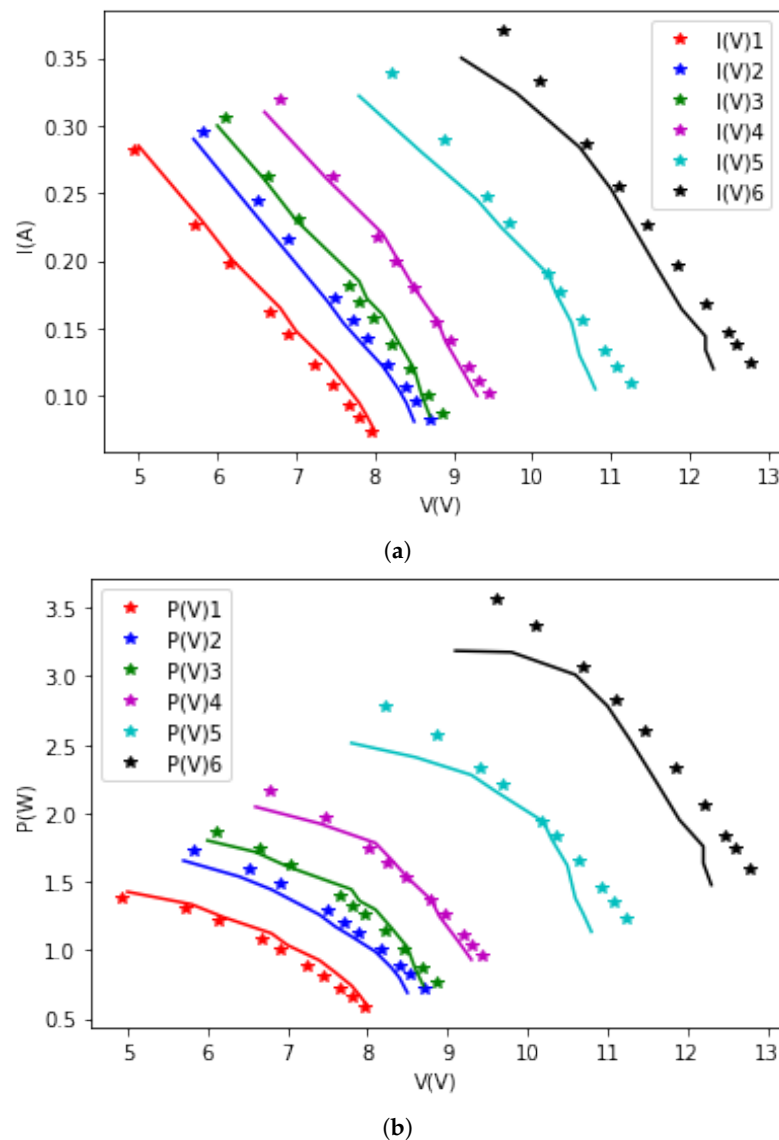 I(A)
0.35
0.30
0.25
0.20
0.15
0.10
I(V)1
I(V)2
I(V)3
I(V)4
I(V)5
I(V)6
5 6 7 8 9 10 11 12 13
V(V)
(a)
P(W)
3.5
3.0
2.5
2.0
1.5
1.0
0.5
P(V)1
P(V)2
P(V)3
P(V)4
P(V)5
P(V)6
5 6 7 8 9 10 11 12 13
V(V)
(b)